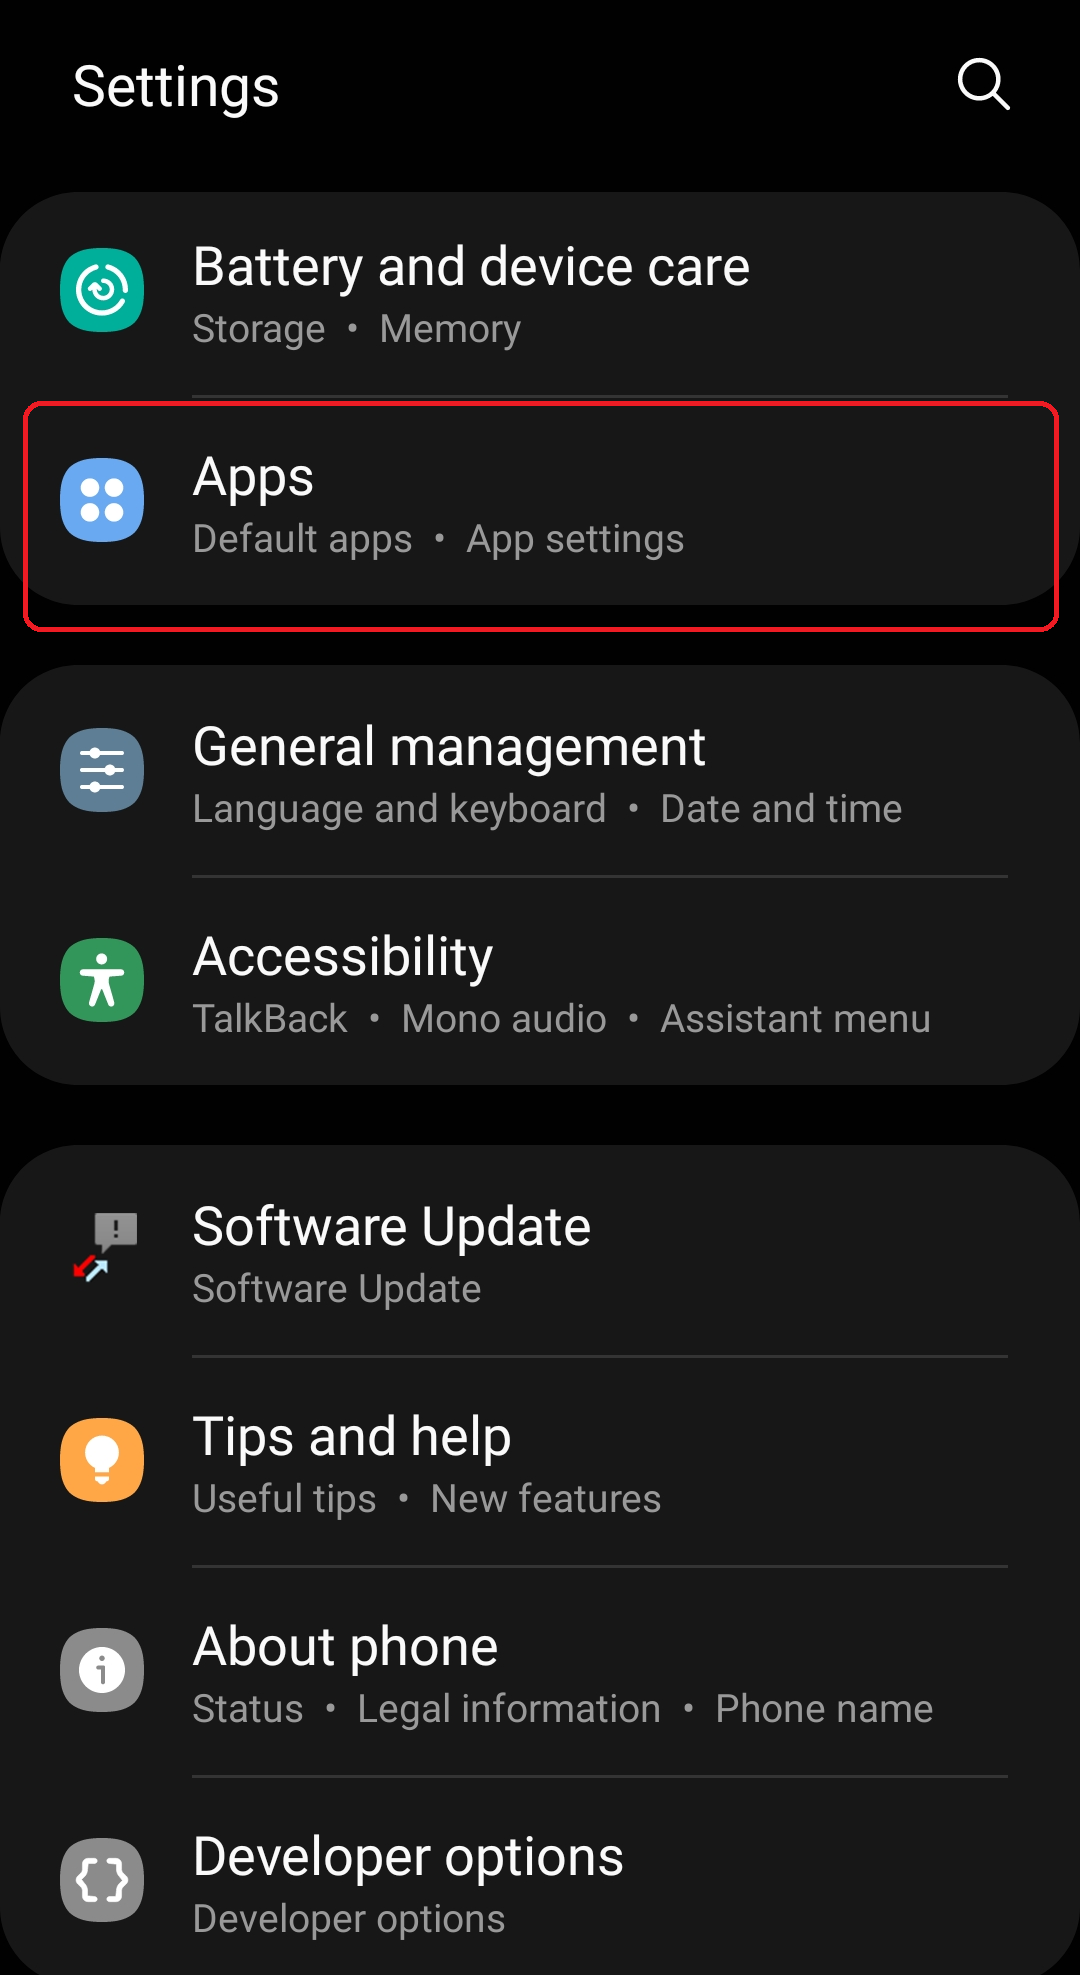 Settings
Battery and device care
Storage • Memory
Apps
Default apps • App settings
General management
Language and keyboard • Date and time
Accessibility
TalkBack • Mono audio • Assistant menu
Software Update
Software Update
Tips and help
Useful tips • New features
About phone
Status • Legal information • Phone name
Developer options
Developer options